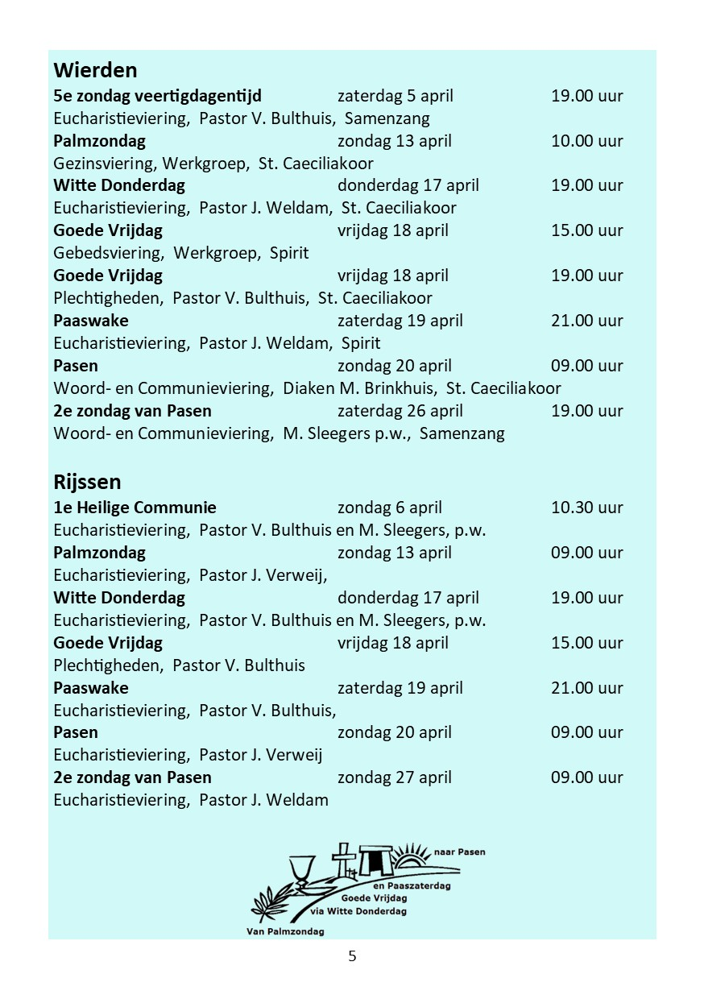 Wierden
5e zondag veertigdagentijd zaterdag 5 april 19.00 uur
Eucharistieviering, Pastor V. Bulthuis, Samenzang
Palmzondag zondag 13 april 10.00 uur
Gezinsviering, Werkgroep, St. Caeciliakoor
Witte Donderdag donderdag 17 april 19.00 uur
Eucharistieviering, Pastor J. Weldam, St. Caeciliakoor
Goede Vrijdag vrijdag 18 april 15.00 uur
Gebedsviering, Werkgroep, Spirit
Goede Vrijdag vrijdag 18 april 19.00 uur
Plechtigheden, Pastor V. Bulthuis, St. Caeciliakoor
Paaswake zaterdag 19 april 21.00 uur
Eucharistieviering, Pastor J. Weldam, Spirit
Pasen zondag 20 april 09.00 uur
Woord- en Communieviering, Diaken M. Brinkhuis, St. Caeciliakoor
2e zondag van Pasen zaterdag 26 april 19.00 uur
Woord- en Communieviering, M. Sleegers p.w., Samenzang
Rijssen
1e Heilige Communie zondag 6 april 10.30 uur
Eucharistieviering, Pastor V. Bulthuis en M. Sleegers, p.w.
Palmzondag zondag 13 april 09.00 uur
Eucharistieviering, Pastor J. Verweij,
Witte Donderdag donderdag 17 april 19.00 uur
Eucharistieviering, Pastor V. Bulthuis en M. Sleegers, p.w.
Goede Vrijdag vrijdag 18 april 15.00 uur
Plechtigheden, Pastor V. Bulthuis
Paaswake zaterdag 19 april 21.00 uur
Eucharistieviering, Pastor V. Bulthuis,
Pasen zondag 20 april 09.00 uur
Eucharistieviering, Pastor J. Verweij
2e zondag van Pasen zondag 27 april 09.00 uur
Eucharistieviering, Pastor J. Weldam
naar Pasen
en Paaszaterdag
Goede Vrijdag
via Witte Donderdag
Van Palmzondag
5